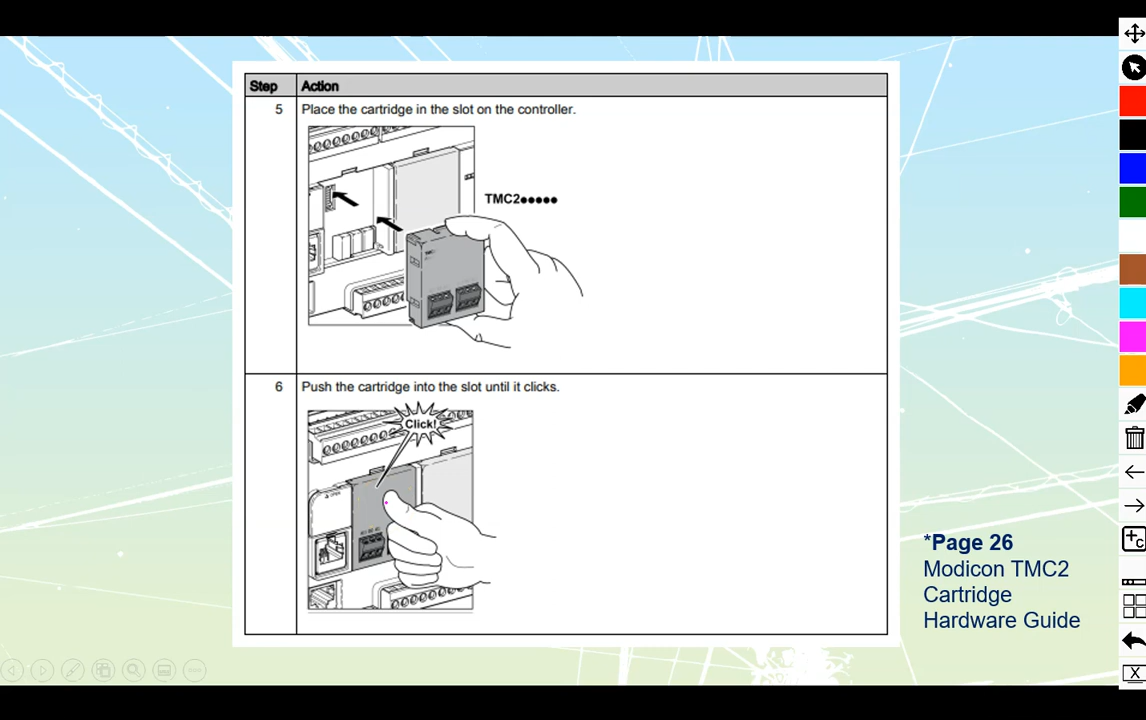 Step Action
5 Place the cartridge in the slot on the controller.
TMC2●●●●●
6 Push the cartridge into the slot until it clicks.
Click!
*Page 26
Modicon TMC2
Cartridge
Hardware Guide
C
X